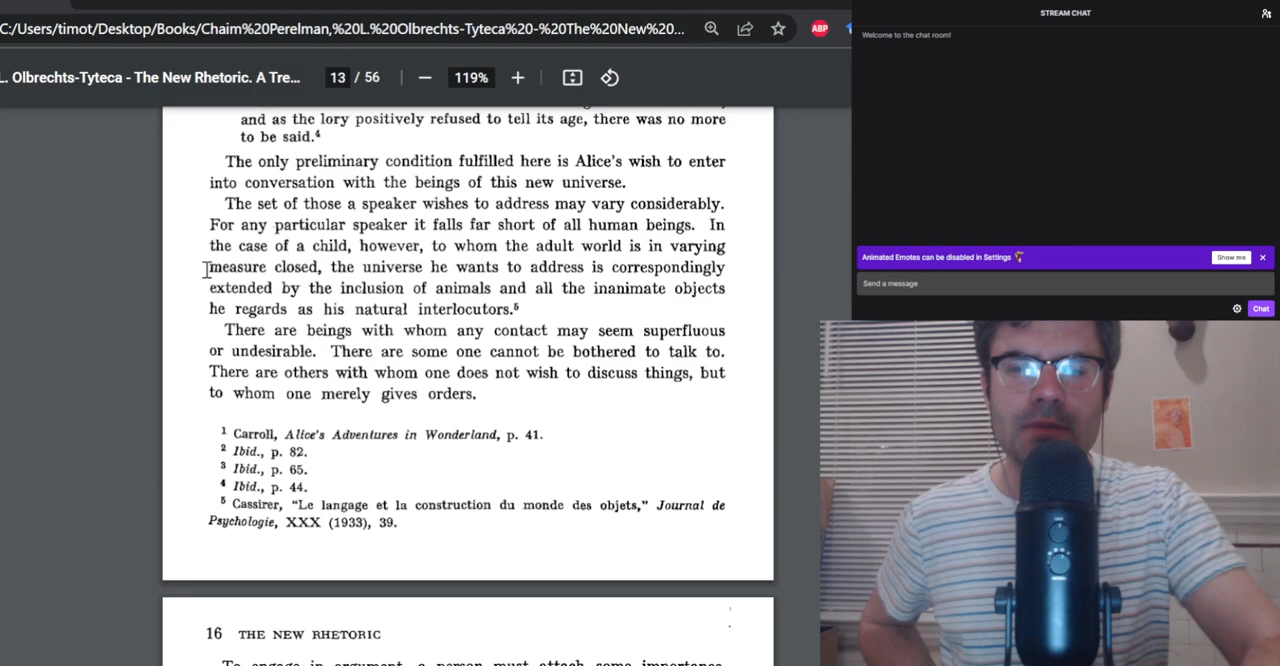 C:/Users/timot/Desktop/Books/Chaim%20Perelman,%20L.%20Olbrechts-Tyteca%20-%20The%20New%20...
ABP
L. Olbrechts-Tyteca - The New Rhetoric. A Tre...
13 / 56
119%
and as the lory positively refused to tell its age, there was no more
to be said.4
The only preliminary condition fulfilled here is Alice's wish to enter
into conversation with the beings of this new universe.
The set of those a speaker wishes to address may vary considerably.
For any particular speaker it falls far short of all human beings. In
the case of a child, however, to whom the adult world is in varying
measure closed, the universe he wants to address is correspondingly
extended by the inclusion of animals and all the inanimate objects
he regards as his natural interlocutors.5
There are beings with whom any contact may seem superfluous
or undesirable. There are some one cannot be bothered to talk to.
There are others with whom one does not wish to discuss things, but
to whom one merely gives orders.
1 Carroll, Alice's Adventures in Wonderland, p. 41.
2 Ibid., p. 82.
3 Ibid., p. 65.
4 Ibid., p. 44.
5 Cassirer, "Le langage et la construction du monde des objets," Journal de
Psychologie, XXX (1933), 39.
16 THE NEW RHETORIC
To engage in argument, a person must attach some importance
STREAM CHAT
Welcome to the chat room!
Animated Emotes can be disabled in Settings
Show me
Send a message
Chat